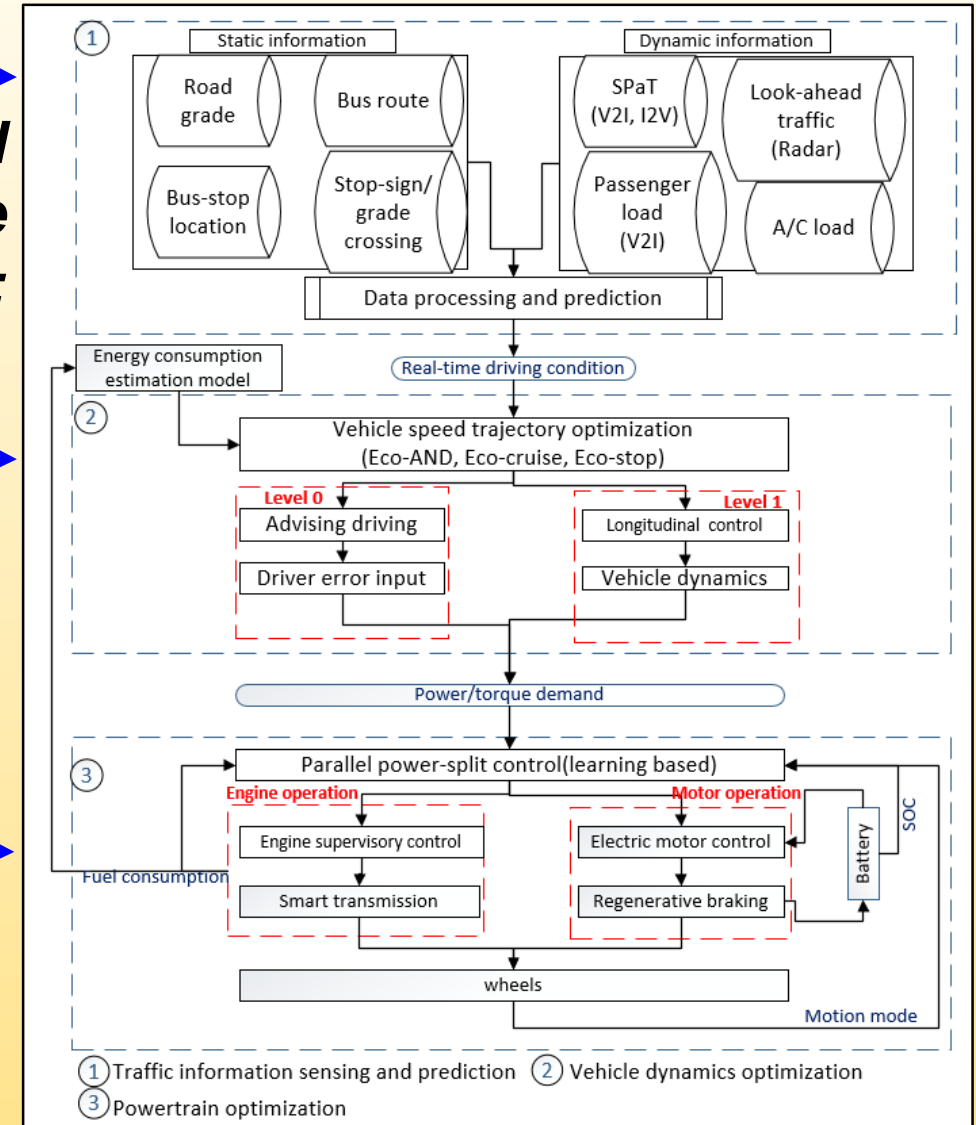 1
Static information
Road
grade
Bus route
Bus-stop
location
Stop-sign/
grade
crossing
Dynamic information
SPaT
(V2I, I2V)
Look-ahead
traffic
(Radar)
Passenger
load
(V2I)
A/C load
Data processing and prediction
Energy consumption
estimation model
Real-time driving condition
2
Vehicle speed trajectory optimization
(Eco-AND, Eco-cruise, Eco-stop)
Level 0
Advising driving
Driver error input
Level 1
Longitudinal control
Vehicle dynamics
Power/torque demand
3
Parallel power-split control(learning based)
Engine operation
Engine supervisory control
Smart transmission
Motor operation
Electric motor control
Regenerative braking
Battery
SOC
Fuel consumption
wheels
Motion mode
1 Traffic information sensing and prediction 2 Vehicle dynamics optimization
3 Powertrain optimization